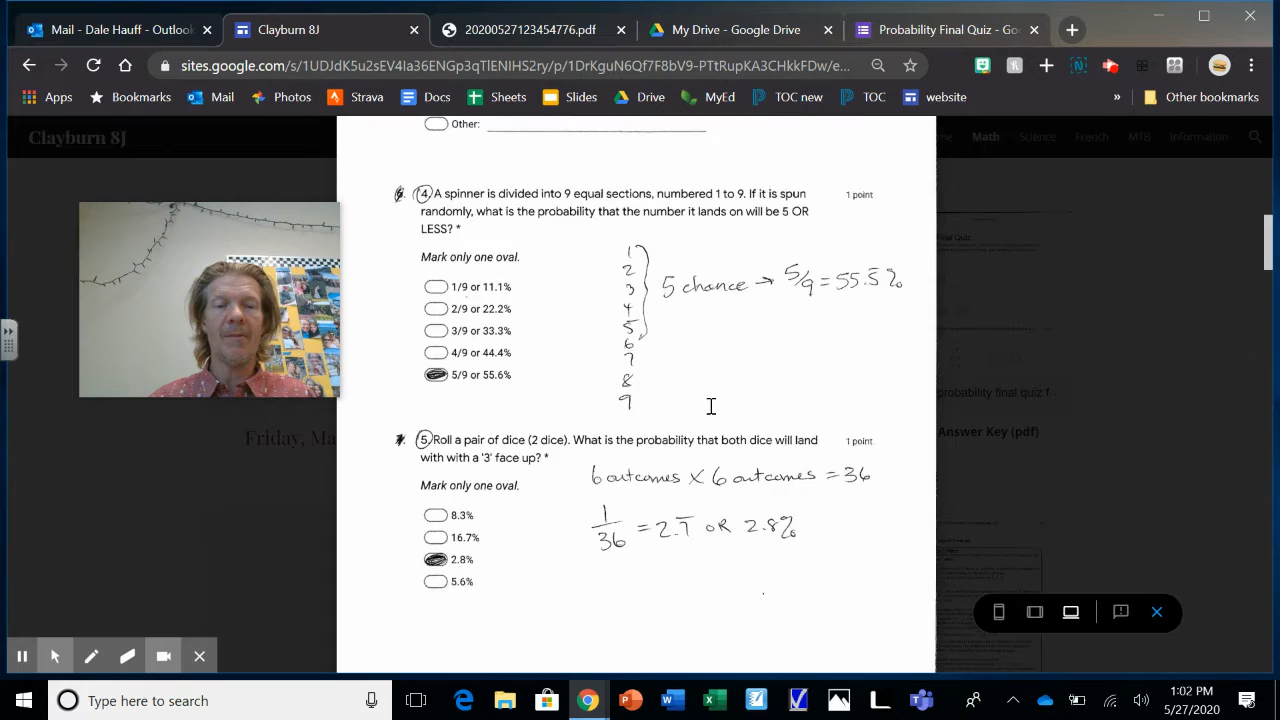 Mail - Dale Hauff - Outlook
Clayburn 8J
20200527123454776.pdf
My Drive - Google Drive
Probability Final Quiz - Go
sites.google.com/s/1UDJdK5u2sEV4Ia36ENGp3qTlENIHS2ry/p/1DrKguN6Qf7F8bV9-PTtRupKA3CHkkFDw/e...
Apps
Bookmarks
Mail
Photos
Strava
Docs
Sheets
Slides
Drive
MyEd
TOC new
TOC
website
»
Other bookmarks
Clayburn 8J
Math
Science
French
MTB
Information
Other:
4. A spinner is divided into 9 equal sections, numbered 1 to 9. If it is spun
randomly, what is the probability that the number it lands on will be 5 OR
LESS? *
1 point
Mark only one oval.
1/9 or 11.1%
2/9 or 22.2%
3/9 or 33.3%
4/9 or 44.4%
5/9 or 55.6%
1
2
3
4
5
6
7
8
9
5 chance → 5/9 = 55.5%
Friday, Ma
probability final quiz f
Answer Key (pdf)
5. Roll a pair of dice (2 dice). What is the probability that both dice will land
with with a '3' face up? *
1 point
6 outcomes X 6 outcomes = 36
Mark only one oval.
8.3%
16.7%
2.8%
5.6%
1/36 = 2.7̅ OR 2.8%
Type here to search
1:02 PM
5/27/2020